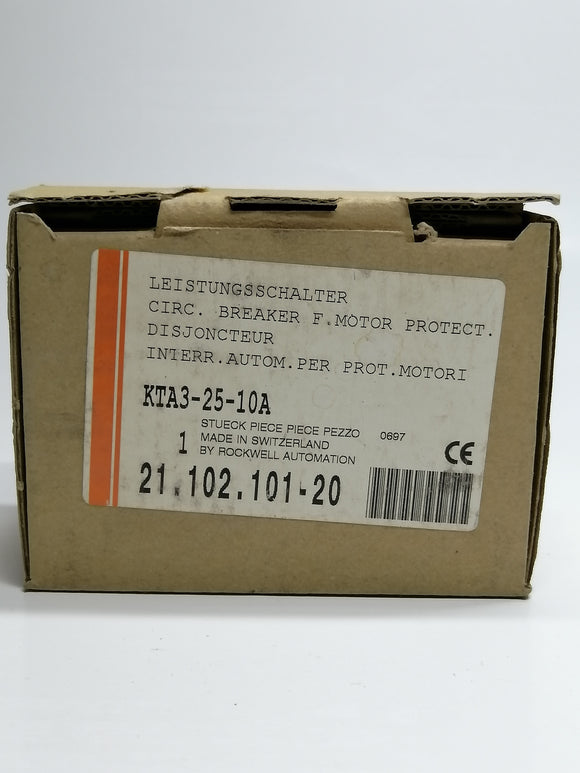 LEISTUNGSSCHALTER
CIRC. BREAKER F.MOTOR PROTECT.
DISJONCTEUR
INTERR.AUTOM.PER PROT.MOTORI
KTA3-25-10A
1 STUECK PIECE PIECE PEZZO 0697
MADE IN SWITZERLAND
BY ROCKWELL AUTOMATION
CE
21.102.101-20